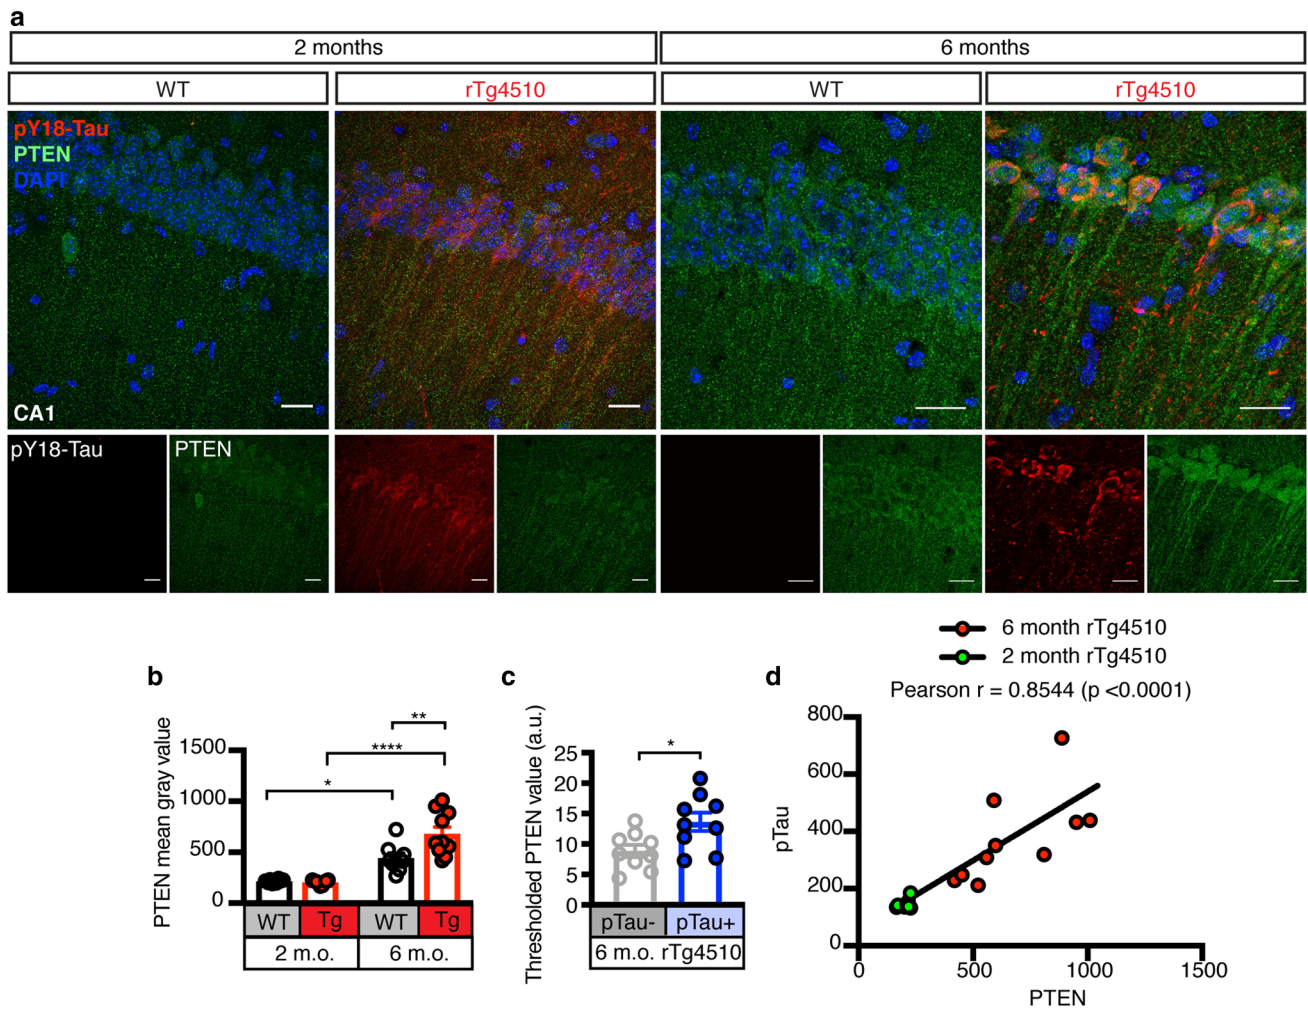 a
2 months
6 months
WT
rTg4510
WT
rTg4510
pY18-Tau
PTEN
DAPI
CA1
pY18-Tau
PTEN
b
PTEN mean gray value
1500
1000
500
0
*
****
**
WT
Tg
WT
Tg
2 m.o.
6 m.o.
c
Thresholded PTEN value (a.u.)
25
20
15
10
5
0
*
pTau-
pTau+
6 m.o. rTg4510
d
6 month rTg4510
2 month rTg4510
Pearson r = 0.8544 (p <0.0001)
pTau
800
600
400
200
0
0
500
1000
1500
PTEN